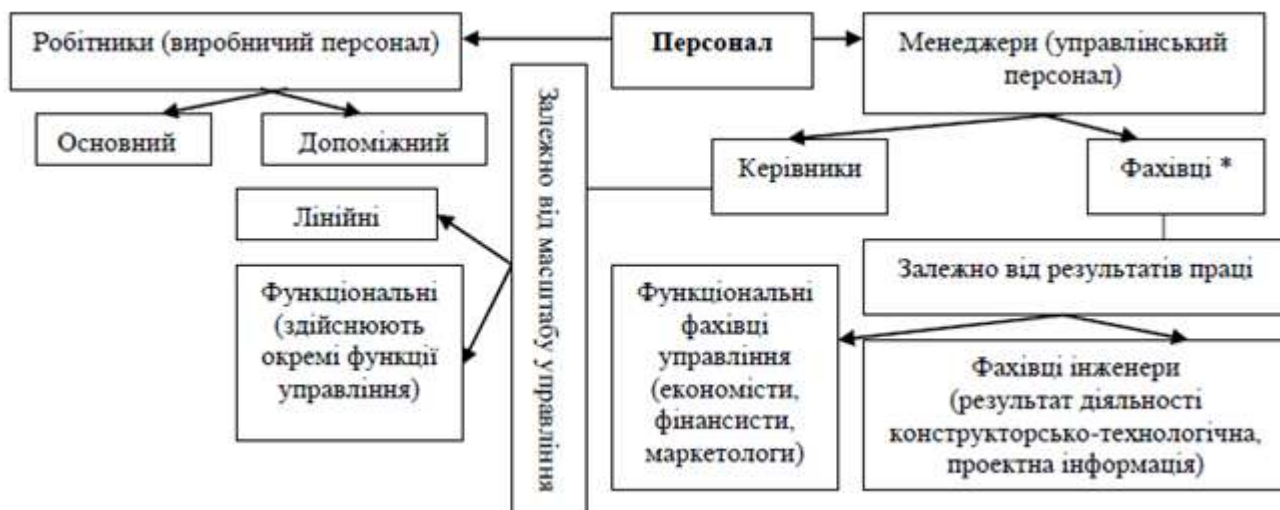 Робітники (виробничий персонал)
Персонал
Менеджери (управлінський
персонал)
Основний
Допоміжний
Керівники
Фахівці *
Залежно від масштабу управління
Лінійні
Функціональні
(здійснюють
окремі функції
управління)
Залежно від результатів праці
Функціональні
фахівці
управління
(економісти,
фінансисти,
маркетологи)
Фахівці інженери
(результат діяльності
конструкторсько-технологічна,
проектна інформація)